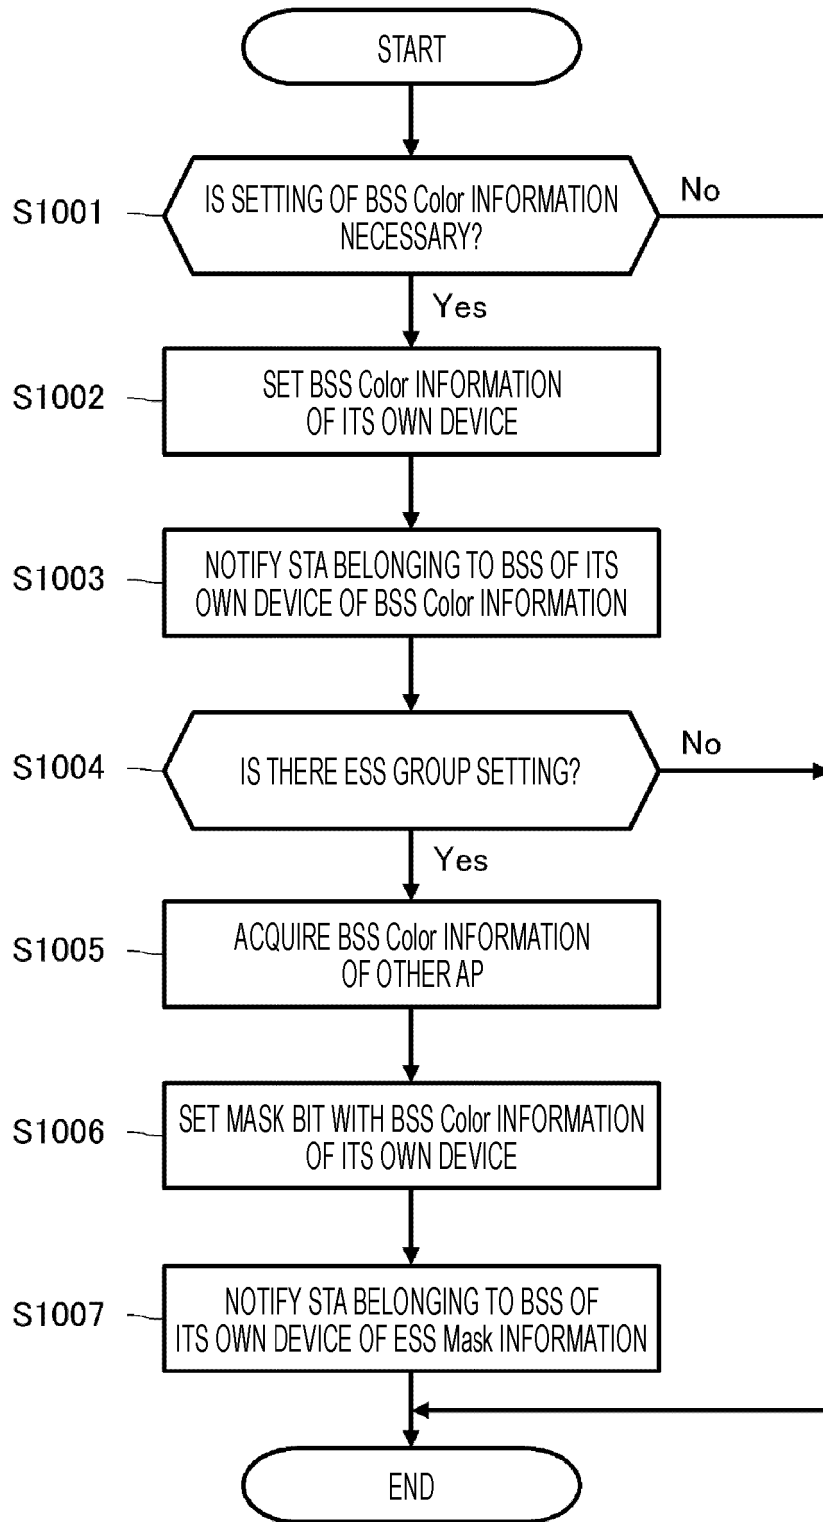 START
S1001
IS SETTING OF BSS Color INFORMATION
NECESSARY?
No
Yes
S1002
SET BSS Color INFORMATION
OF ITS OWN DEVICE
S1003
NOTIFY STA BELONGING TO BSS OF ITS
OWN DEVICE OF BSS Color INFORMATION
S1004
IS THERE ESS GROUP SETTING?
No
Yes
S1005
ACQUIRE BSS Color INFORMATION
OF OTHER AP
S1006
SET MASK BIT WITH BSS Color INFORMATION
OF ITS OWN DEVICE
S1007
NOTIFY STA BELONGING TO BSS OF
ITS OWN DEVICE OF ESS Mask INFORMATION
END